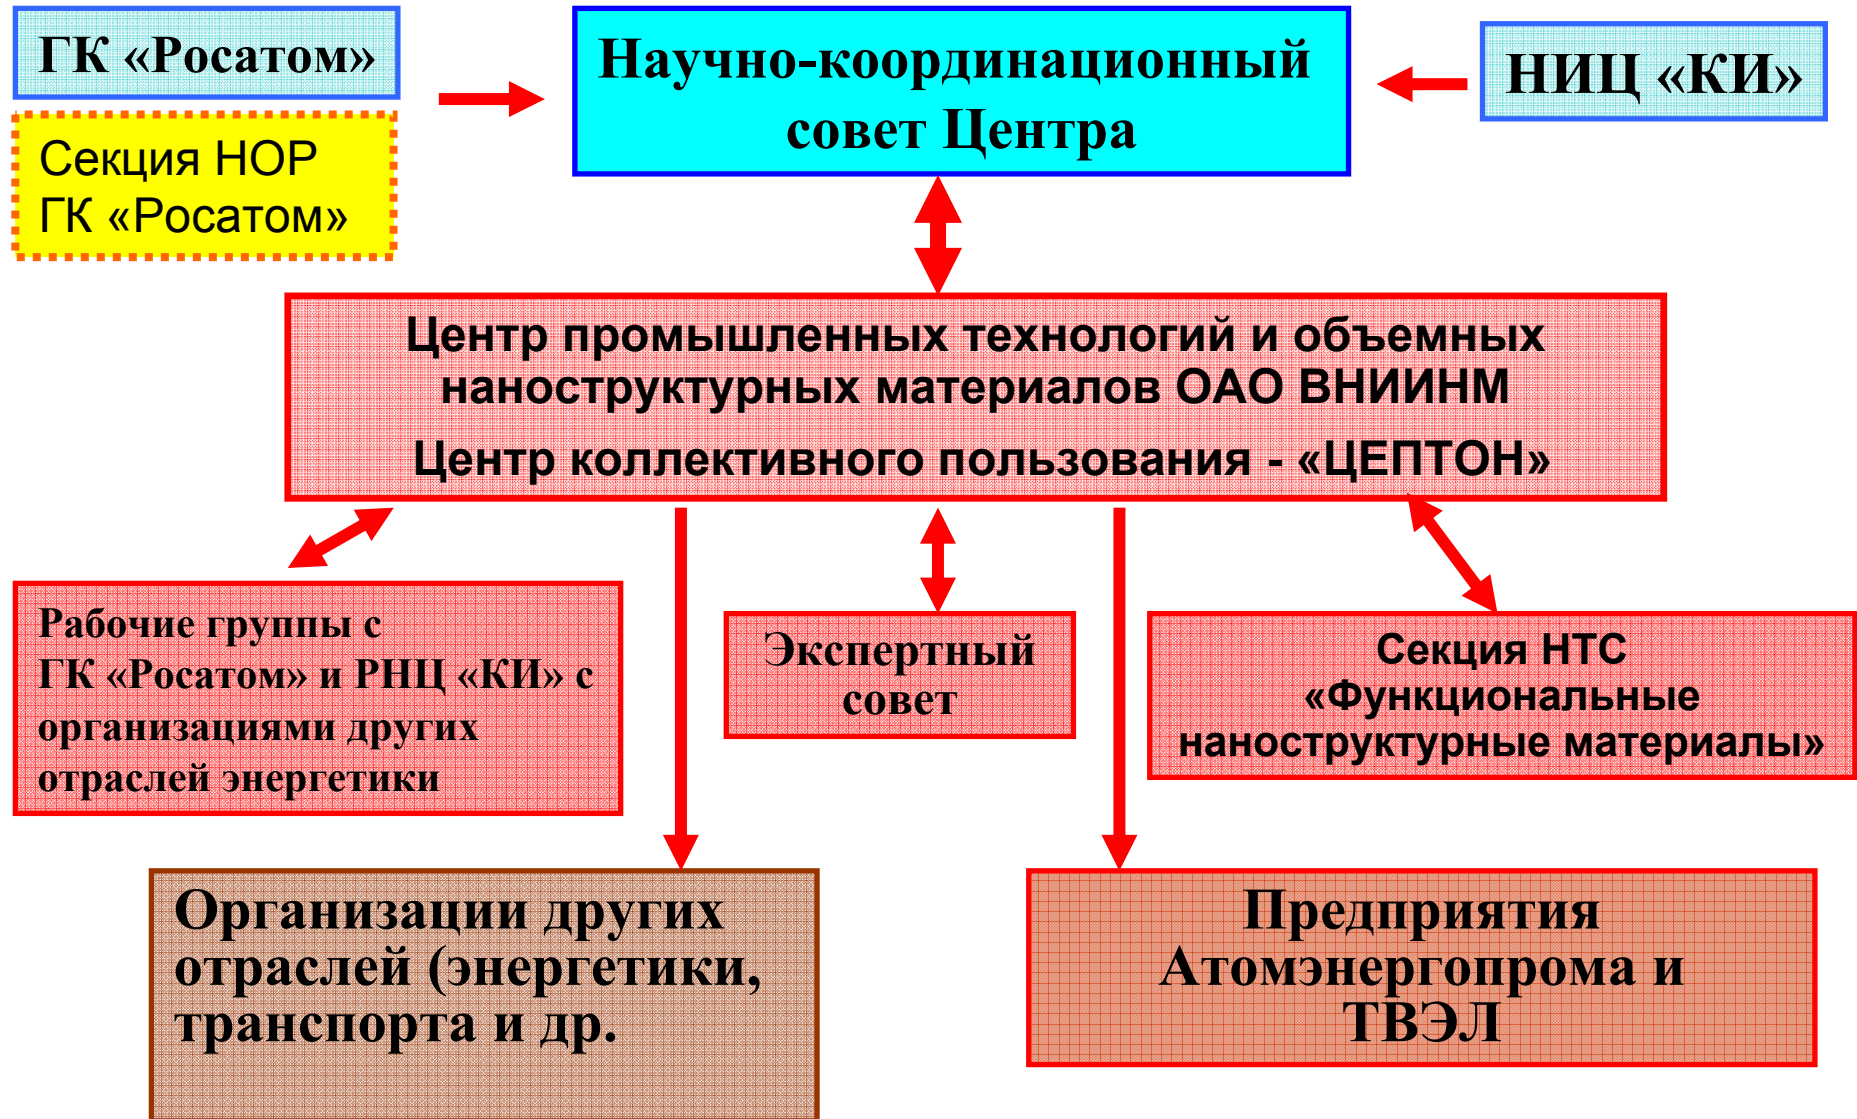 ГК «Росатом»
Секция НОР
ГК «Росатом»
Научно-координационный
совет Центра
НИЦ «КИ»
Центр промышленных технологий и объемных
наноструктурных материалов ОАО ВНИИНМ
Центр коллективного пользования - «ЦЕПТОН»
Рабочие группы с
ГК «Росатом» и РНЦ «КИ» с
организациями других
отраслей энергетики
Экспертный
совет
Секция НТС
«Функциональные
наноструктурные материалы»
Организации других
отраслей (энергетики,
транспорта и др.
Предприятия
Атомэнергопрома и
ТВЭЛ